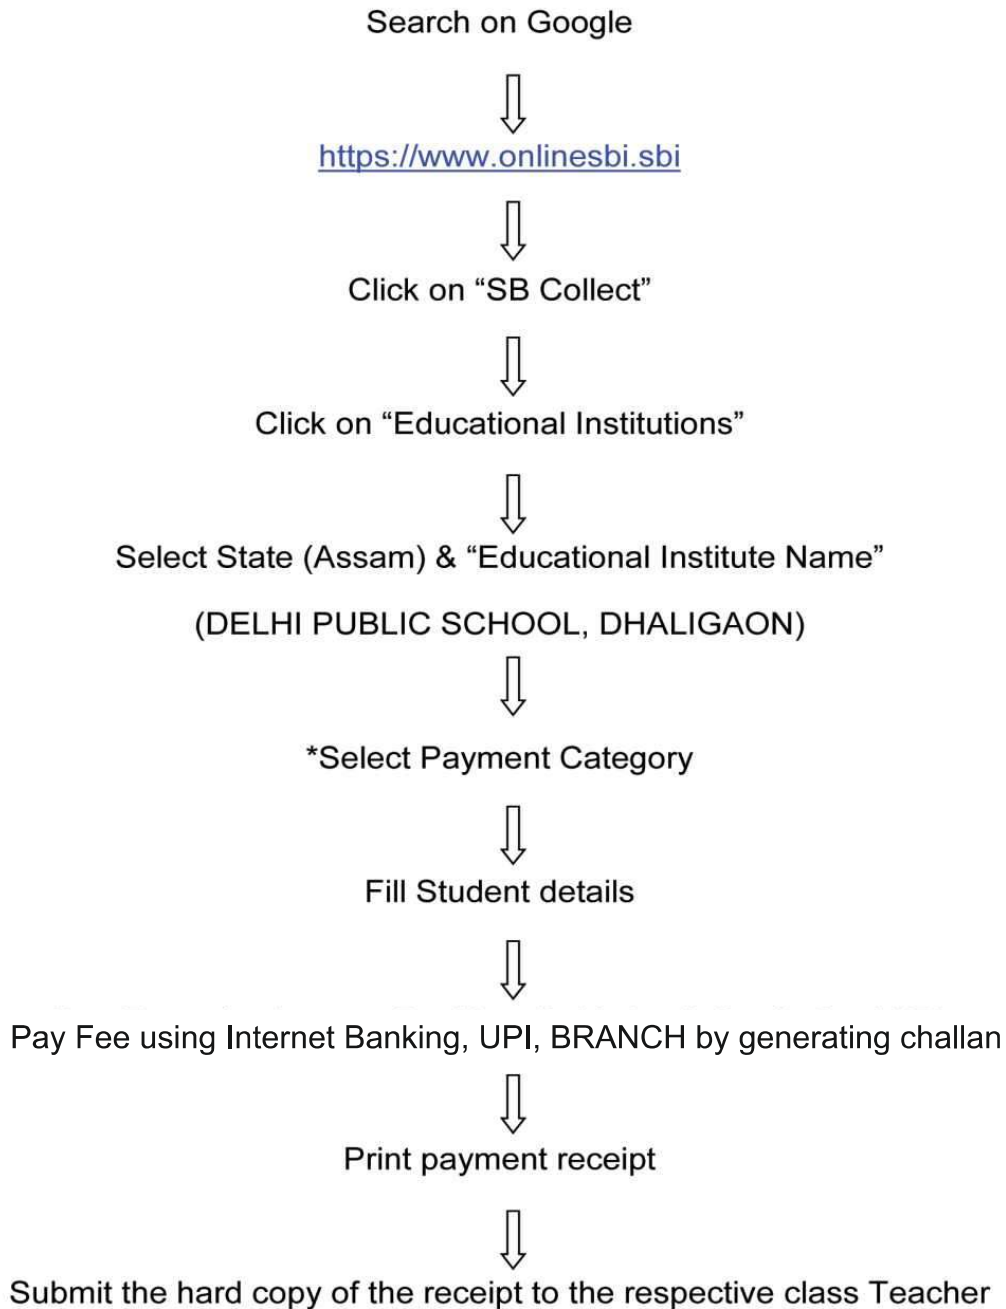 Search on Google
https://www.onlinesbi.sbi
Click on “SB Collect”
Click on “Educational Institutions”
Select State (Assam) & “Educational Institute Name”
(DELHI PUBLIC SCHOOL, DHALIGAON)
*Select Payment Category
Fill Student details
Pay Fee using Internet Banking, UPI, BRANCH by generating challan
Print payment receipt
Submit the hard copy of the receipt to the respective class Teacher